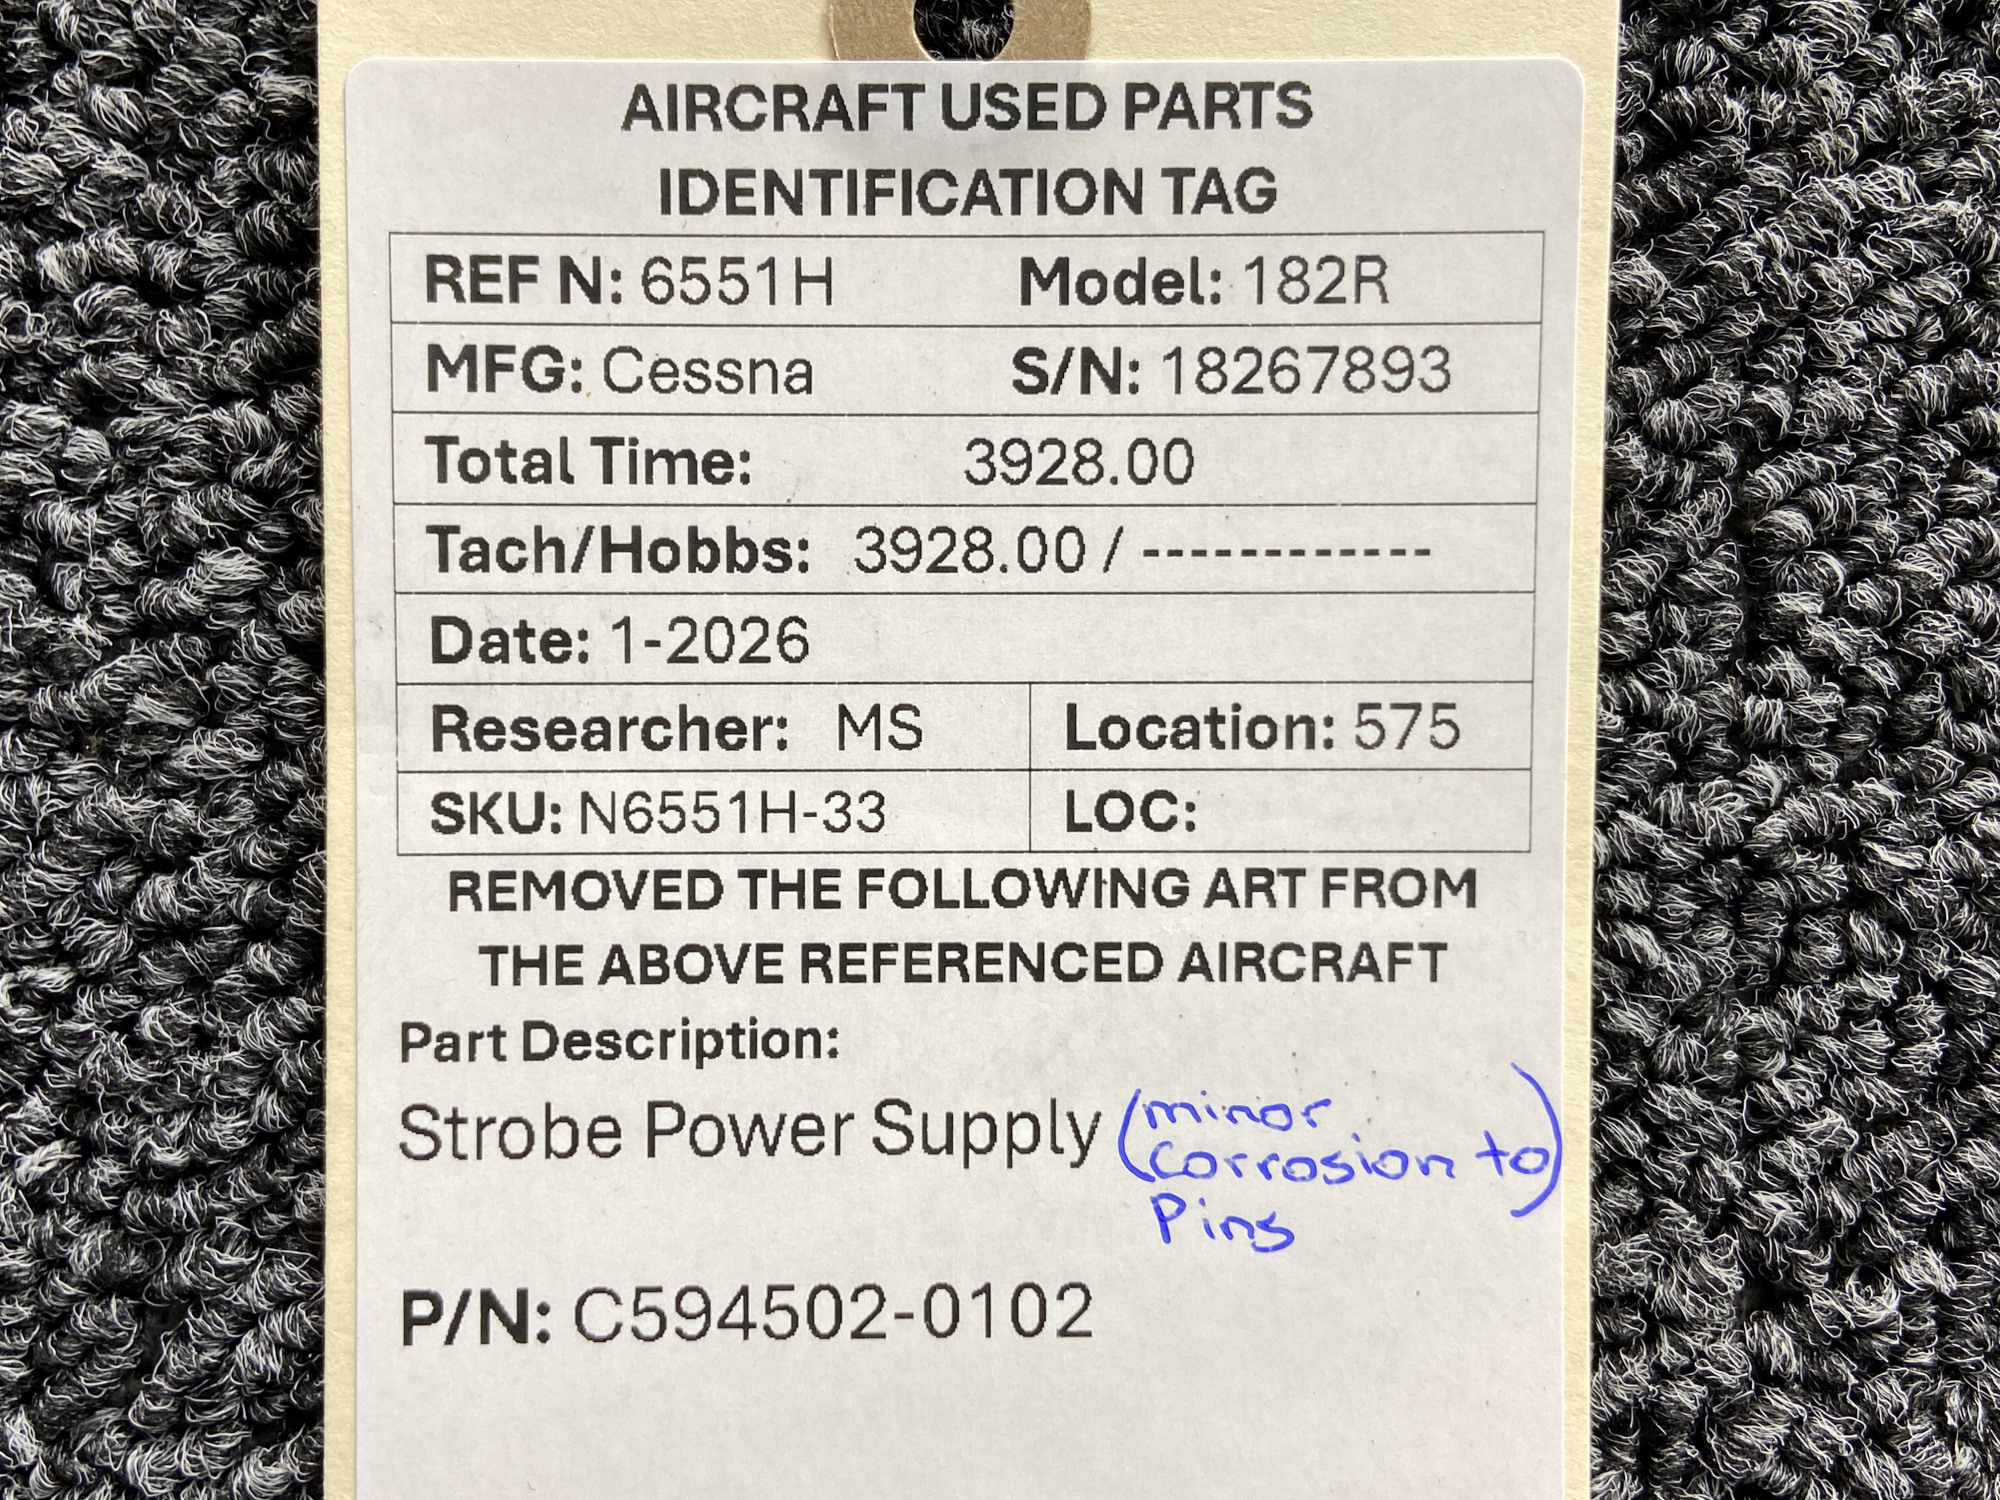 AIRCRAFT USED PARTS
IDENTIFICATION TAG
REF N: 6551H Model: 182R
MFG: Cessna S/N: 18267893
Total Time: 3928.00
Tach/Hobbs: 3928.00 / ------------
Date: 1-2026
Researcher: MS Location: 575
SKU: N6551H-33 LOC:
REMOVED THE FOLLOWING ART FROM
THE ABOVE REFERENCED AIRCRAFT
Part Description:
Strobe Power Supply (minor
corrosion to)
Pins
P/N: C594502-0102